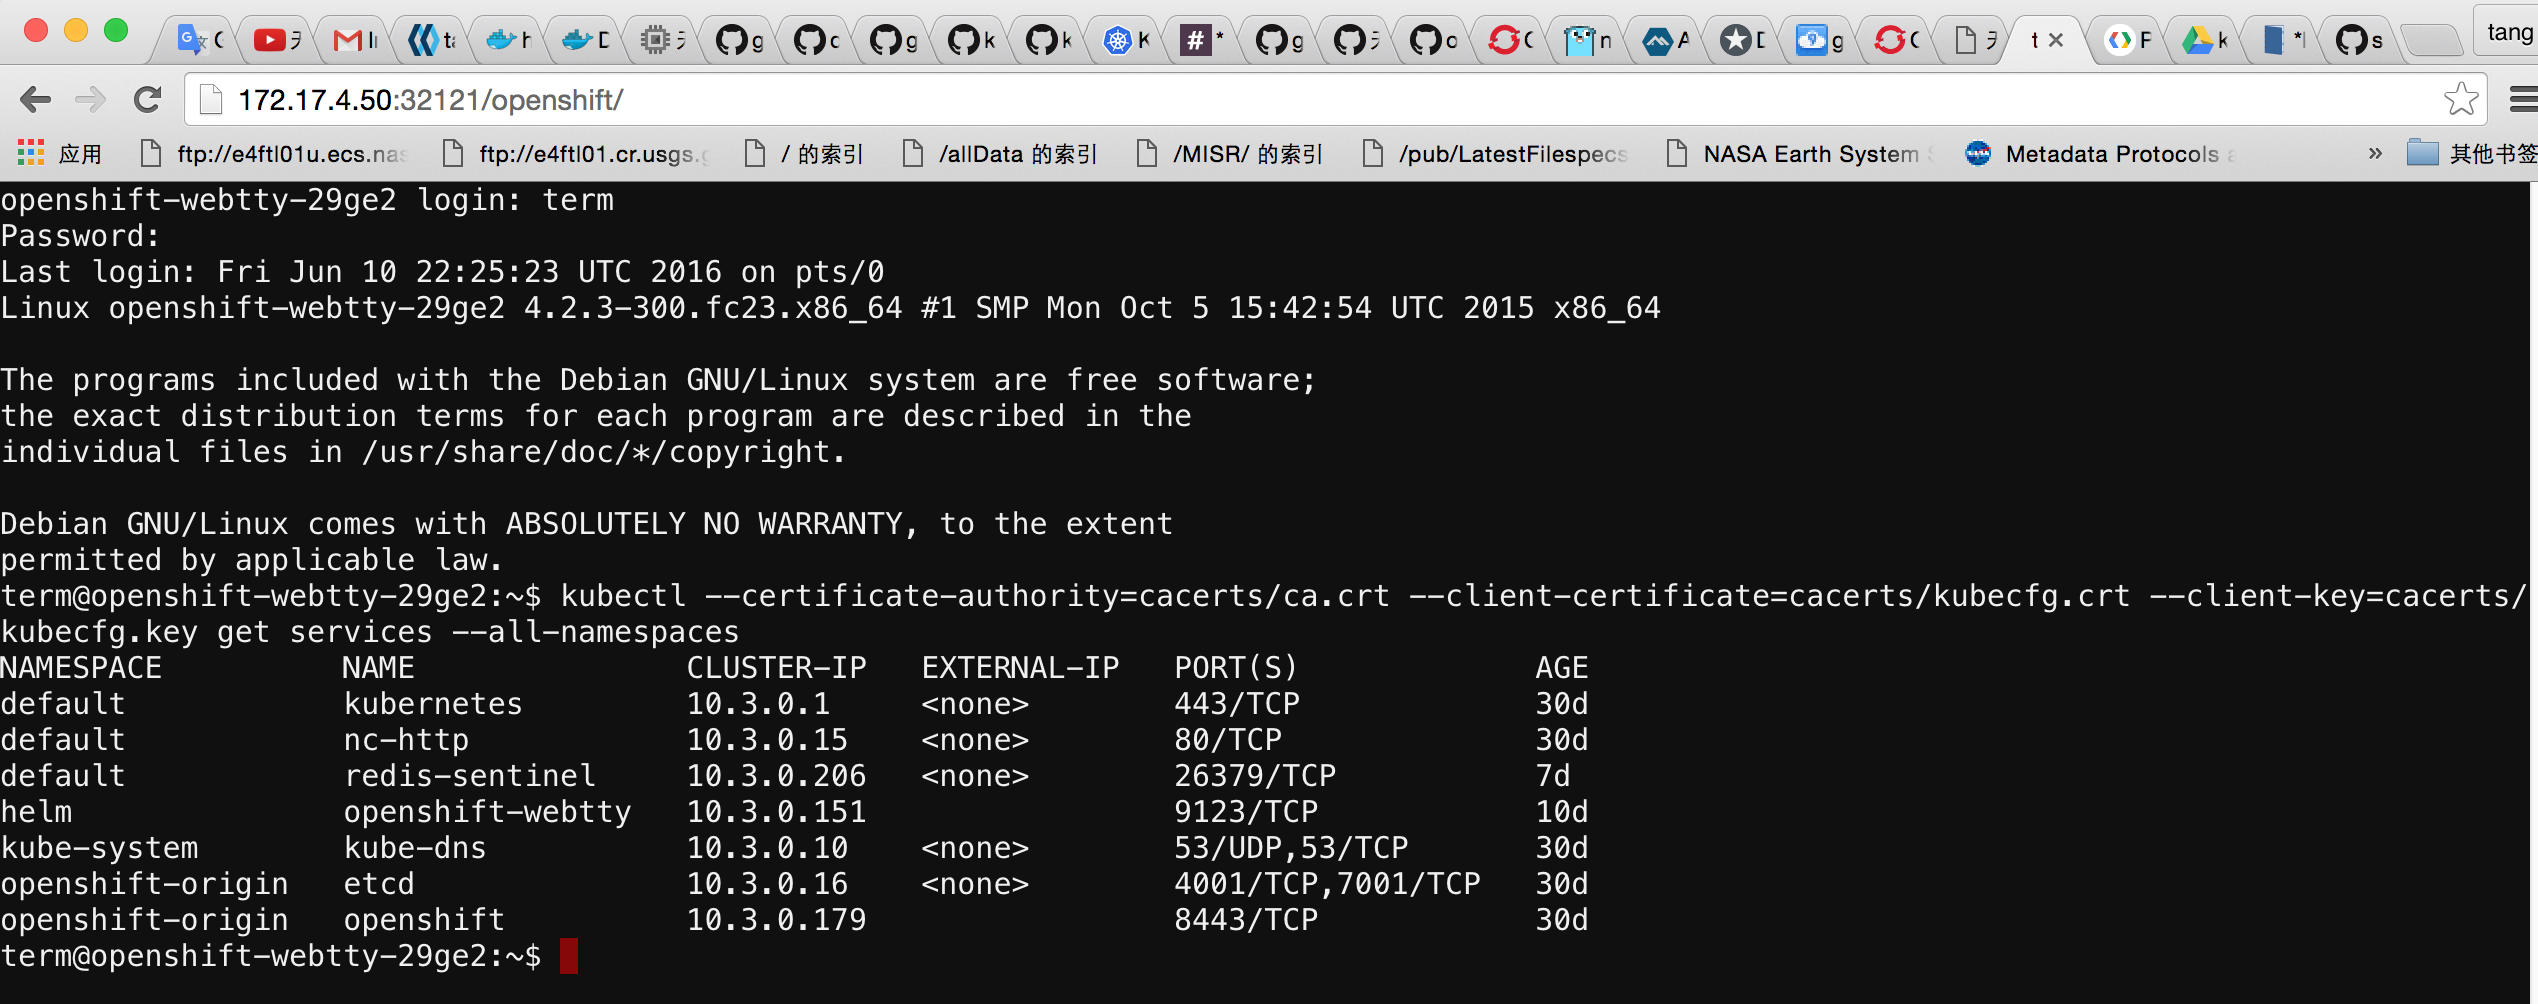 tang
172.17.4.50:32121/openshift/
应用 ftp://e4ftl01u.ecs.nas ftp://e4ftl01.cr.usgs.g / 的索引 /allData 的索引 /MISR/ 的索引 /pub/LatestFilespecs NASA Earth System Metadata Protocols » 其他书签
openshift-webtty-29ge2 login: term
Password:
Last login: Fri Jun 10 22:25:23 UTC 2016 on pts/0
Linux openshift-webtty-29ge2 4.2.3-300.fc23.x86_64 #1 SMP Mon Oct 5 15:42:54 UTC 2015 x86_64
The programs included with the Debian GNU/Linux system are free software;
the exact distribution terms for each program are described in the
individual files in /usr/share/doc/*/copyright.
Debian GNU/Linux comes with ABSOLUTELY NO WARRANTY, to the extent
permitted by applicable law.
term@openshift-webtty-29ge2:~$ kubectl --certificate-authority=cacerts/ca.crt --client-certificate=cacerts/kubecfg.crt --client-key=cacerts/
kubecfg.key get services --all-namespaces
NAMESPACE NAME CLUSTER-IP EXTERNAL-IP PORT(S) AGE
default kubernetes 10.3.0.1 <none> 443/TCP 30d
default nc-http 10.3.0.15 <none> 80/TCP 30d
default redis-sentinel 10.3.0.206 <none> 26379/TCP 7d
helm openshift-webtty 10.3.0.151 9123/TCP 10d
kube-system kube-dns 10.3.0.10 <none> 53/UDP,53/TCP 30d
openshift-origin etcd 10.3.0.16 <none> 4001/TCP,7001/TCP 30d
openshift-origin openshift 10.3.0.179 8443/TCP 30d
term@openshift-webtty-29ge2:~$